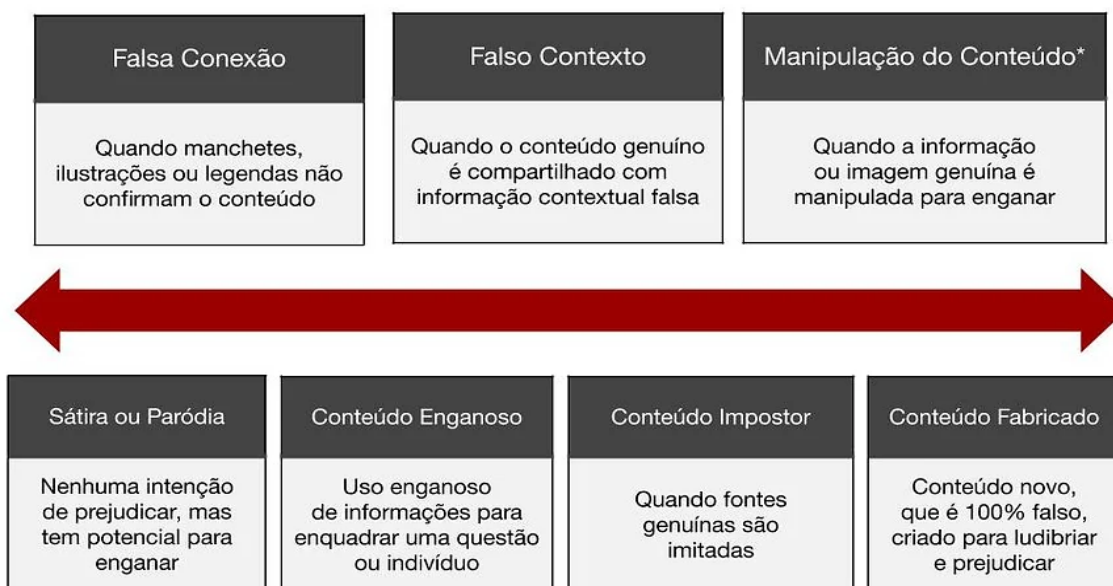 Falsa Conexão
Quando manchetes,
ilustrações ou legendas não
confirmam o conteúdo
Falso Contexto
Quando o conteúdo genuíno
é compartilhado com
informação contextual falsa
Manipulação do Conteúdo*
Quando a informação
ou imagem genuína é
manipulada para enganar
Sátira ou Paródia
Nenhuma intenção
de prejudicar, mas
tem potencial para
enganar
Conteúdo Enganoso
Uso enganoso
de informações para
enquadrar uma questão
ou indivíduo
Conteúdo Impostor
Quando fontes
genuínas são
imitadas
Conteúdo Fabricado
Conteúdo novo,
que é 100% falso,
criado para ludibriar
e prejudicar